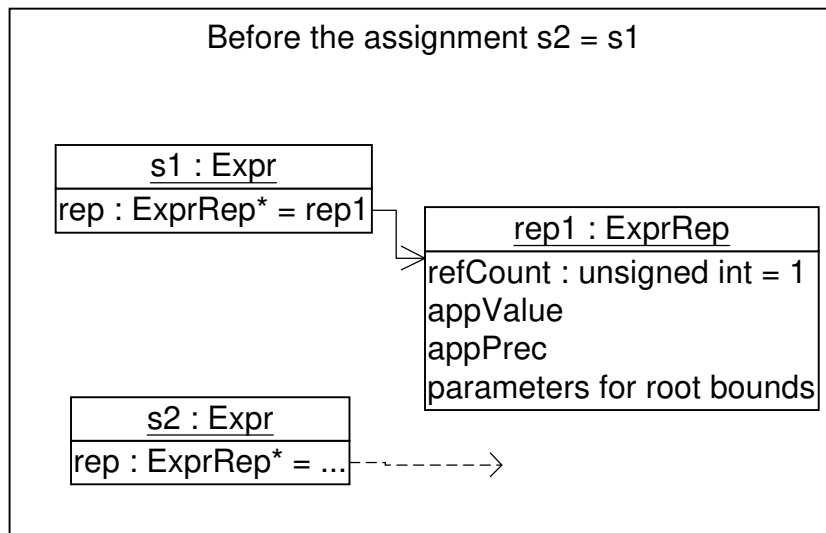 Before the assignment s2 = s1
s1 : Expr
rep : ExprRep* = rep1
rep1 : ExprRep
refCount : unsigned int = 1
appValue
appPrec
parameters for root bounds
s2 : Expr
rep : ExprRep* = ...